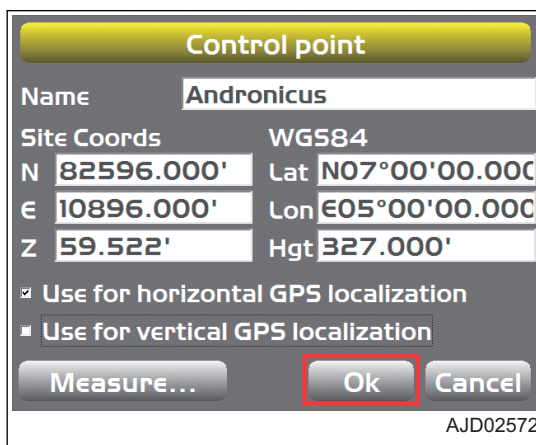 Control point
Name Andronicus
Site Coords WGS84
N 82596.000' Lat N07°00'00.000
E 10896.000' Lon E05°00'00.000
Z 59.522' Hgt 327.000'
Use for horizontal GPS localization
Use for vertical GPS localization
Measure... Ok Cancel
AJD02572